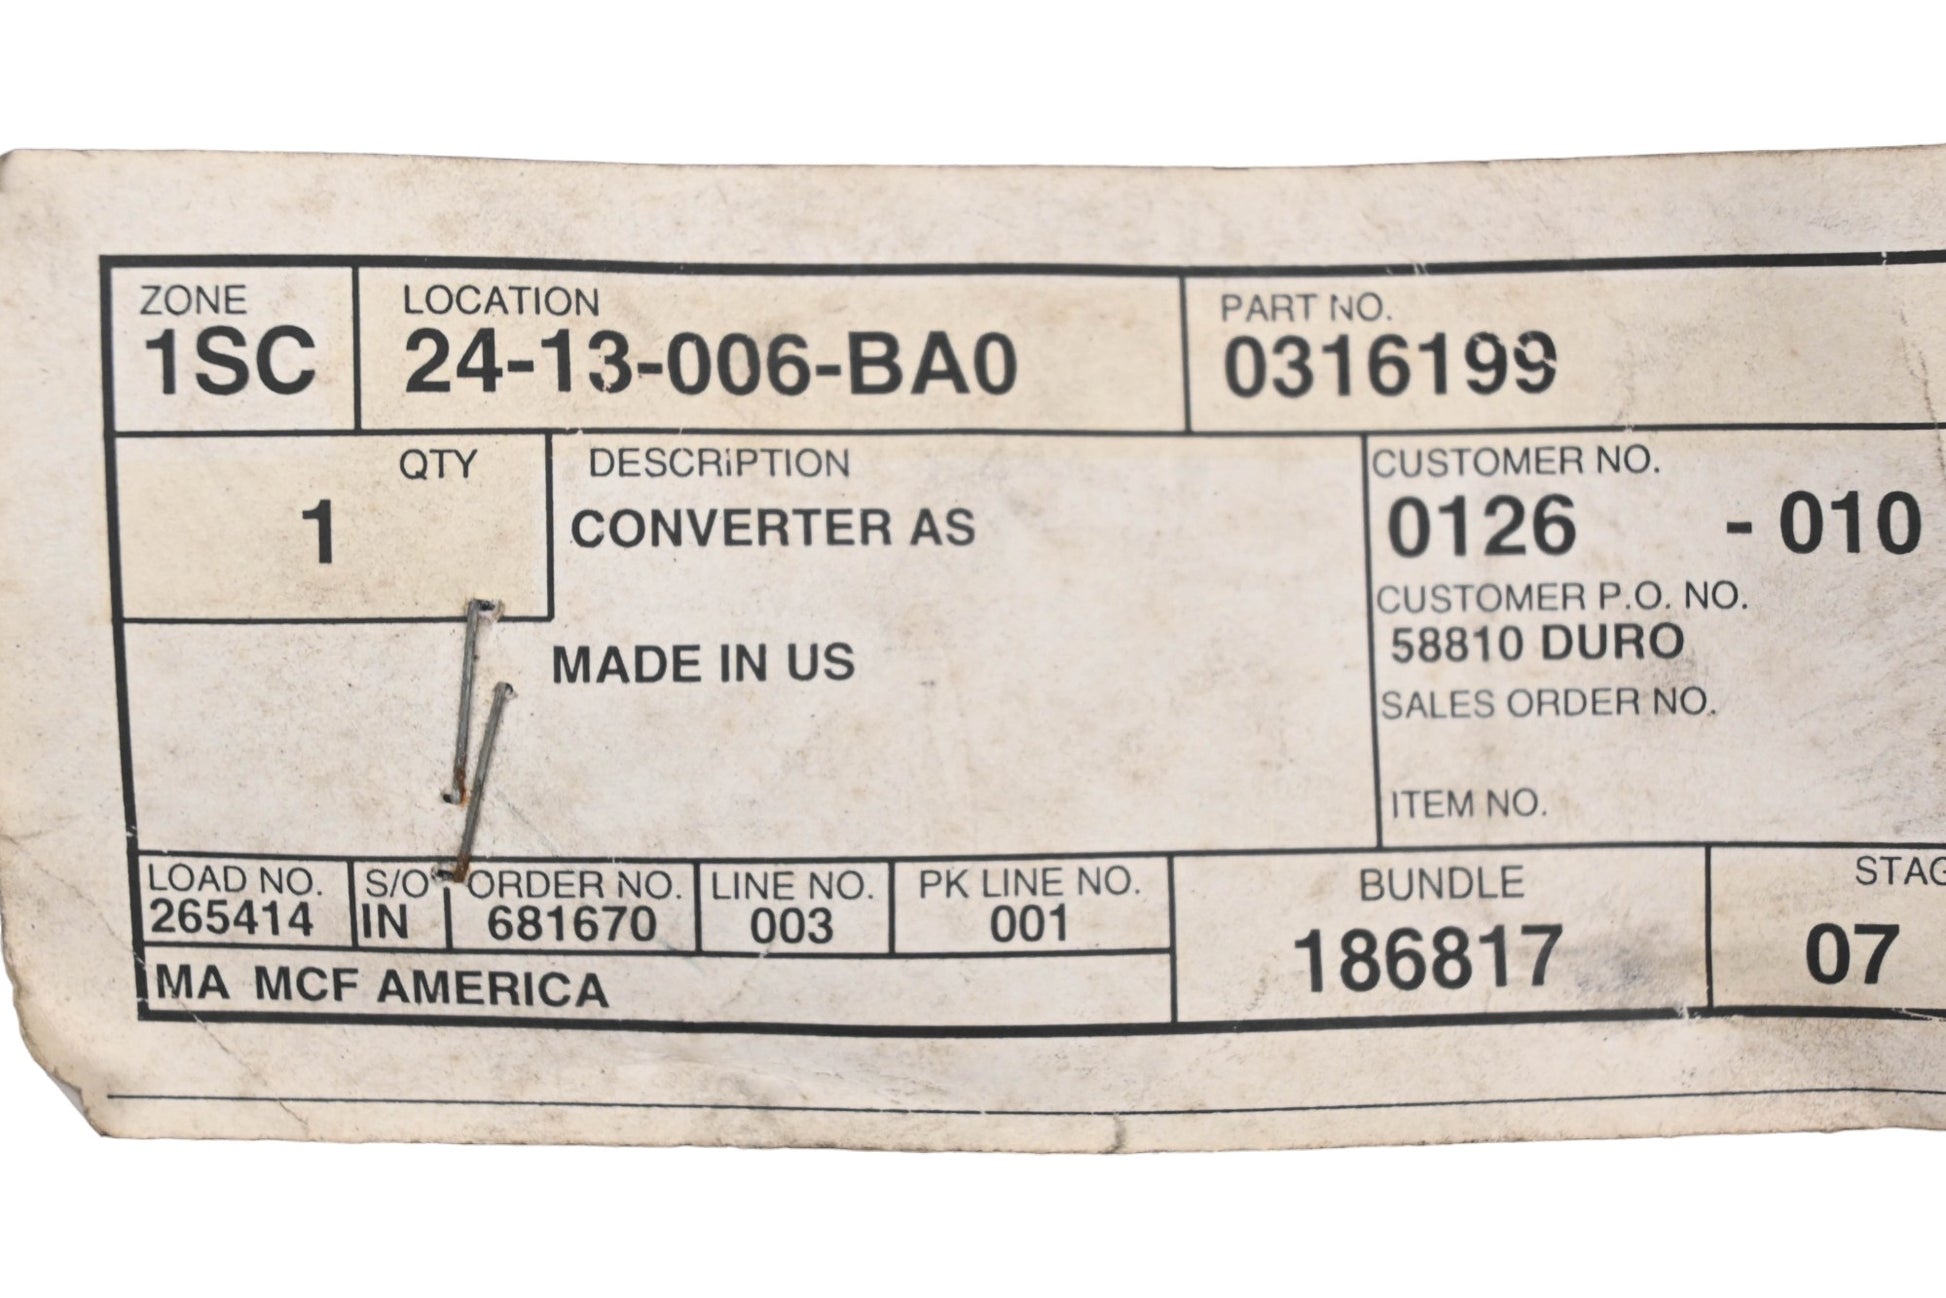 ZONE LOCATION PART NO.
1SC 24-13-006-BA0 0316199
QTY DESCRIPTION CUSTOMER NO.
1 CONVERTER AS 0126 - 010
CUSTOMER P.O. NO.
MADE IN US 58810 DURO
SALES ORDER NO.
ITEM NO.
LOAD NO. S/O ORDER NO. LINE NO. PK LINE NO. BUNDLE STAG
265414 IN 681670 003 001 186817 07
MA MCF AMERICA